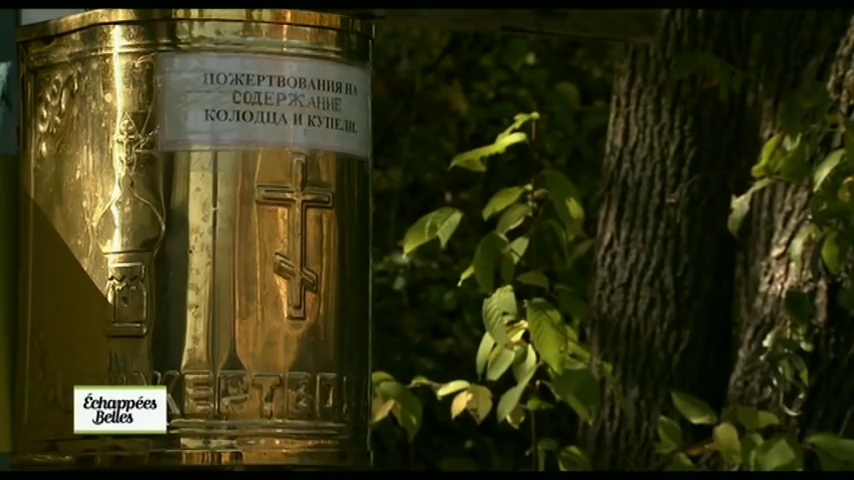 ПОЖЕРТВОВАНИЯ НА
СОДЕРЖАНИЕ
КОЛОДЦА И КУПЕЛИ.
Échappées
Belles